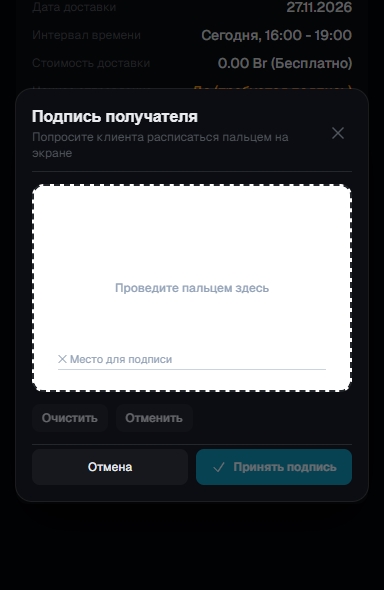 Дата доставки 27.11.2026
Интервал времени Сегодня, 16:00 - 19:00
Стоимость доставки 0.00 Br (Бесплатно)
Подпись получателя
Попросите клиента расписаться пальцем на
экране
Проведите пальцем здесь
Место для подписи
Очистить Отменить
Отмена Принять подпись